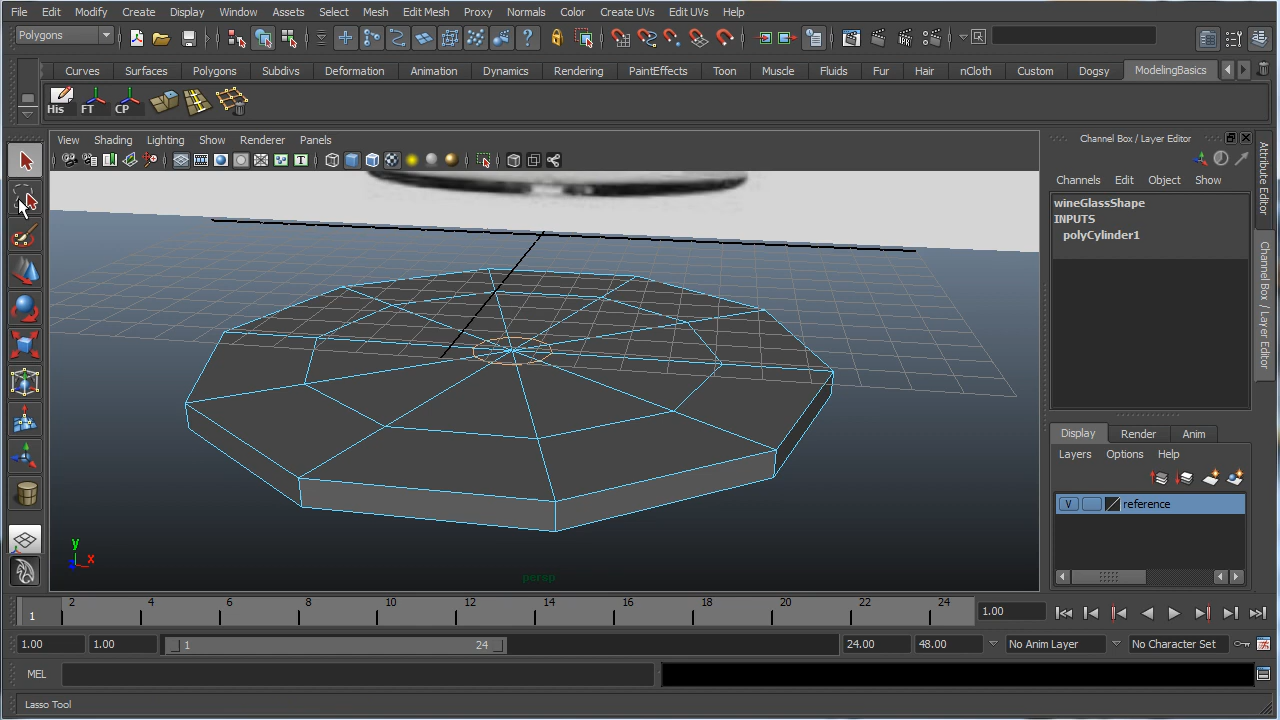 File Edit Modify Create Display Window Assets Select Mesh Edit Mesh Proxy Normals Color Create UVs Edit UVs Help
Polygons
Curves Surfaces Polygons Subdivs Deformation Animation Dynamics Rendering PaintEffects Toon Muscle Fluids Fur Hair nCloth Custom Dogsy ModelingBasics
His FT CP
View Shading Lighting Show Renderer Panels
Channel Box / Layer Editor
Channels Edit Object Show
wineGlassShape
INPUTS
polyCylinder1
Attribute Editor
Channel Box / Layer Editor
Display Render Anim
Layers Options Help
V reference
y
x
persp
1 2 4 6 8 10 12 14 16 18 20 22 24 1.00
1.00 1.00 1 24 24.00 48.00 No Anim Layer No Character Set
MEL
Lasso Tool